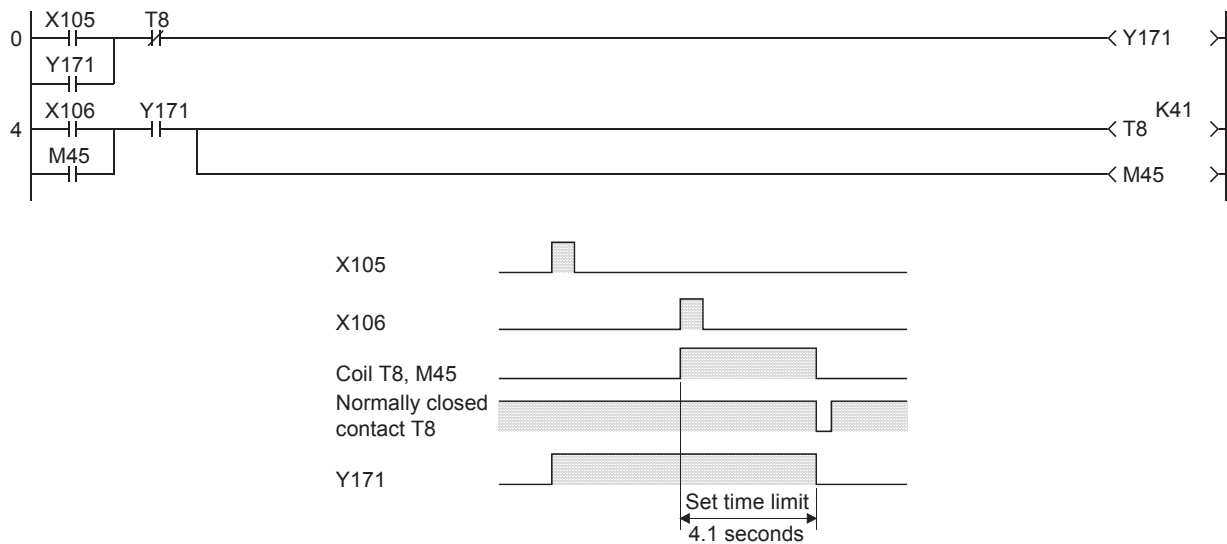 X105 T8
0 Y171
Y171
X106 Y171 K41
4 T8
M45
M45
X105
X106
Coil T8, M45
Normally closed
contact T8
Y171
Set time limit
4.1 seconds